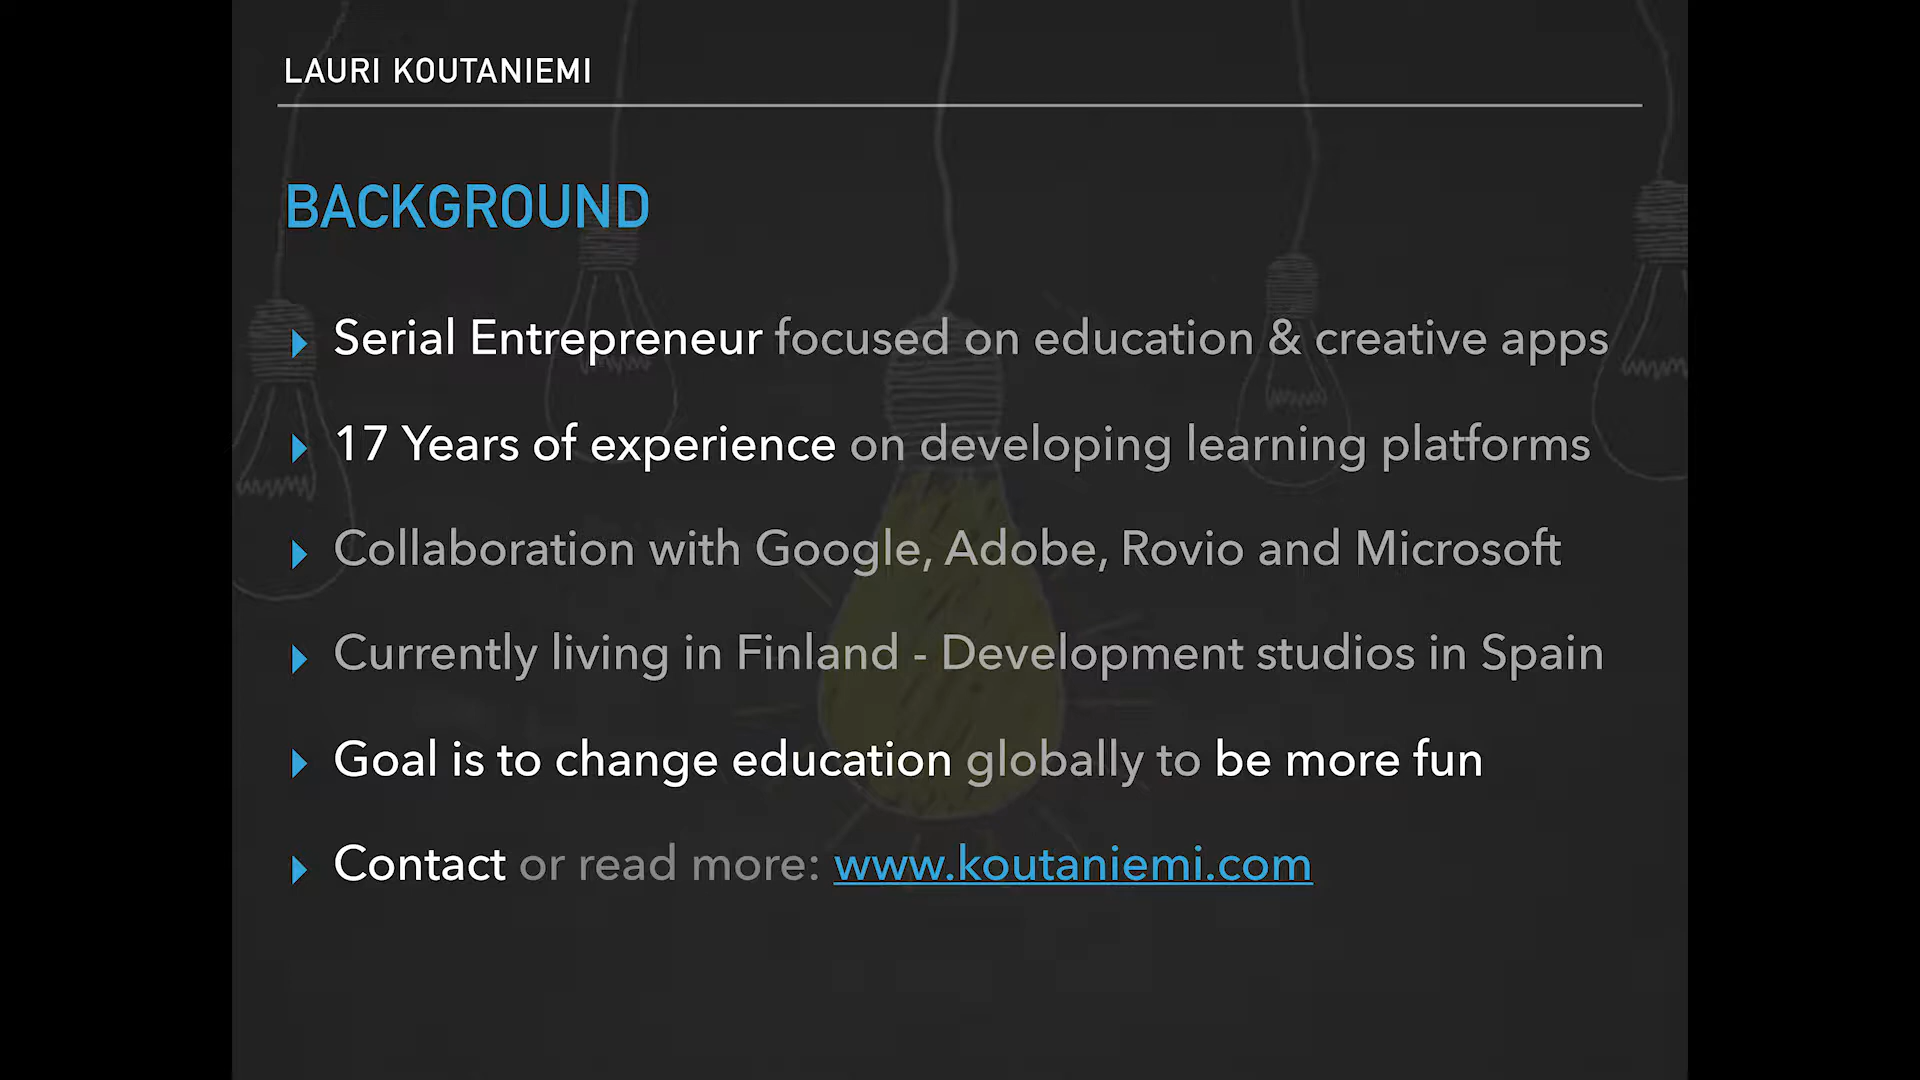 LAURI KOUTANIEMI
BACKGROUND
Serial Entrepreneur focused on education & creative apps
17 Years of experience on developing learning platforms
Collaboration with Google, Adobe, Rovio and Microsoft
Currently living in Finland - Development studios in Spain
Goal is to change education globally to be more fun
Contact or read more: www.koutaniemi.com